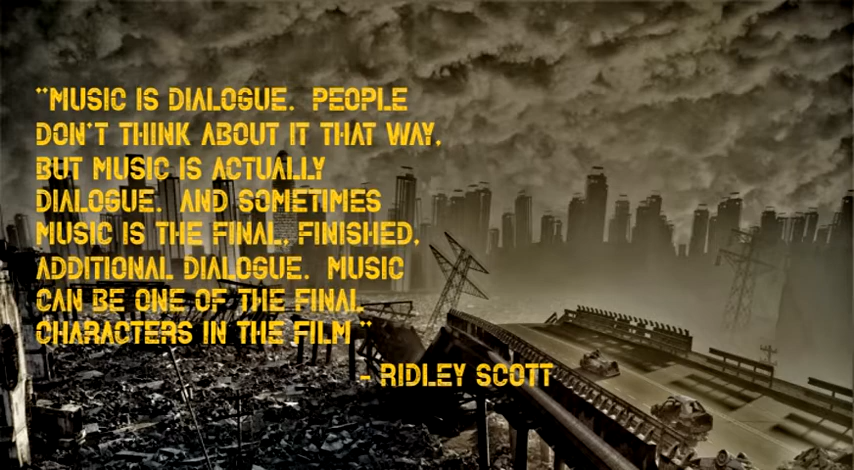 "MUSIC IS DIALOGUE.  PEOPLE
DON'T THINK ABOUT IT THAT WAY,
BUT MUSIC IS ACTUALLY
DIALOGUE.  AND SOMETIMES
MUSIC IS THE FINAL, FINISHED,
ADDITIONAL DIALOGUE.  MUSIC
CAN BE ONE OF THE FINAL
CHARACTERS IN THE FILM "
- RIDLEY SCOTT